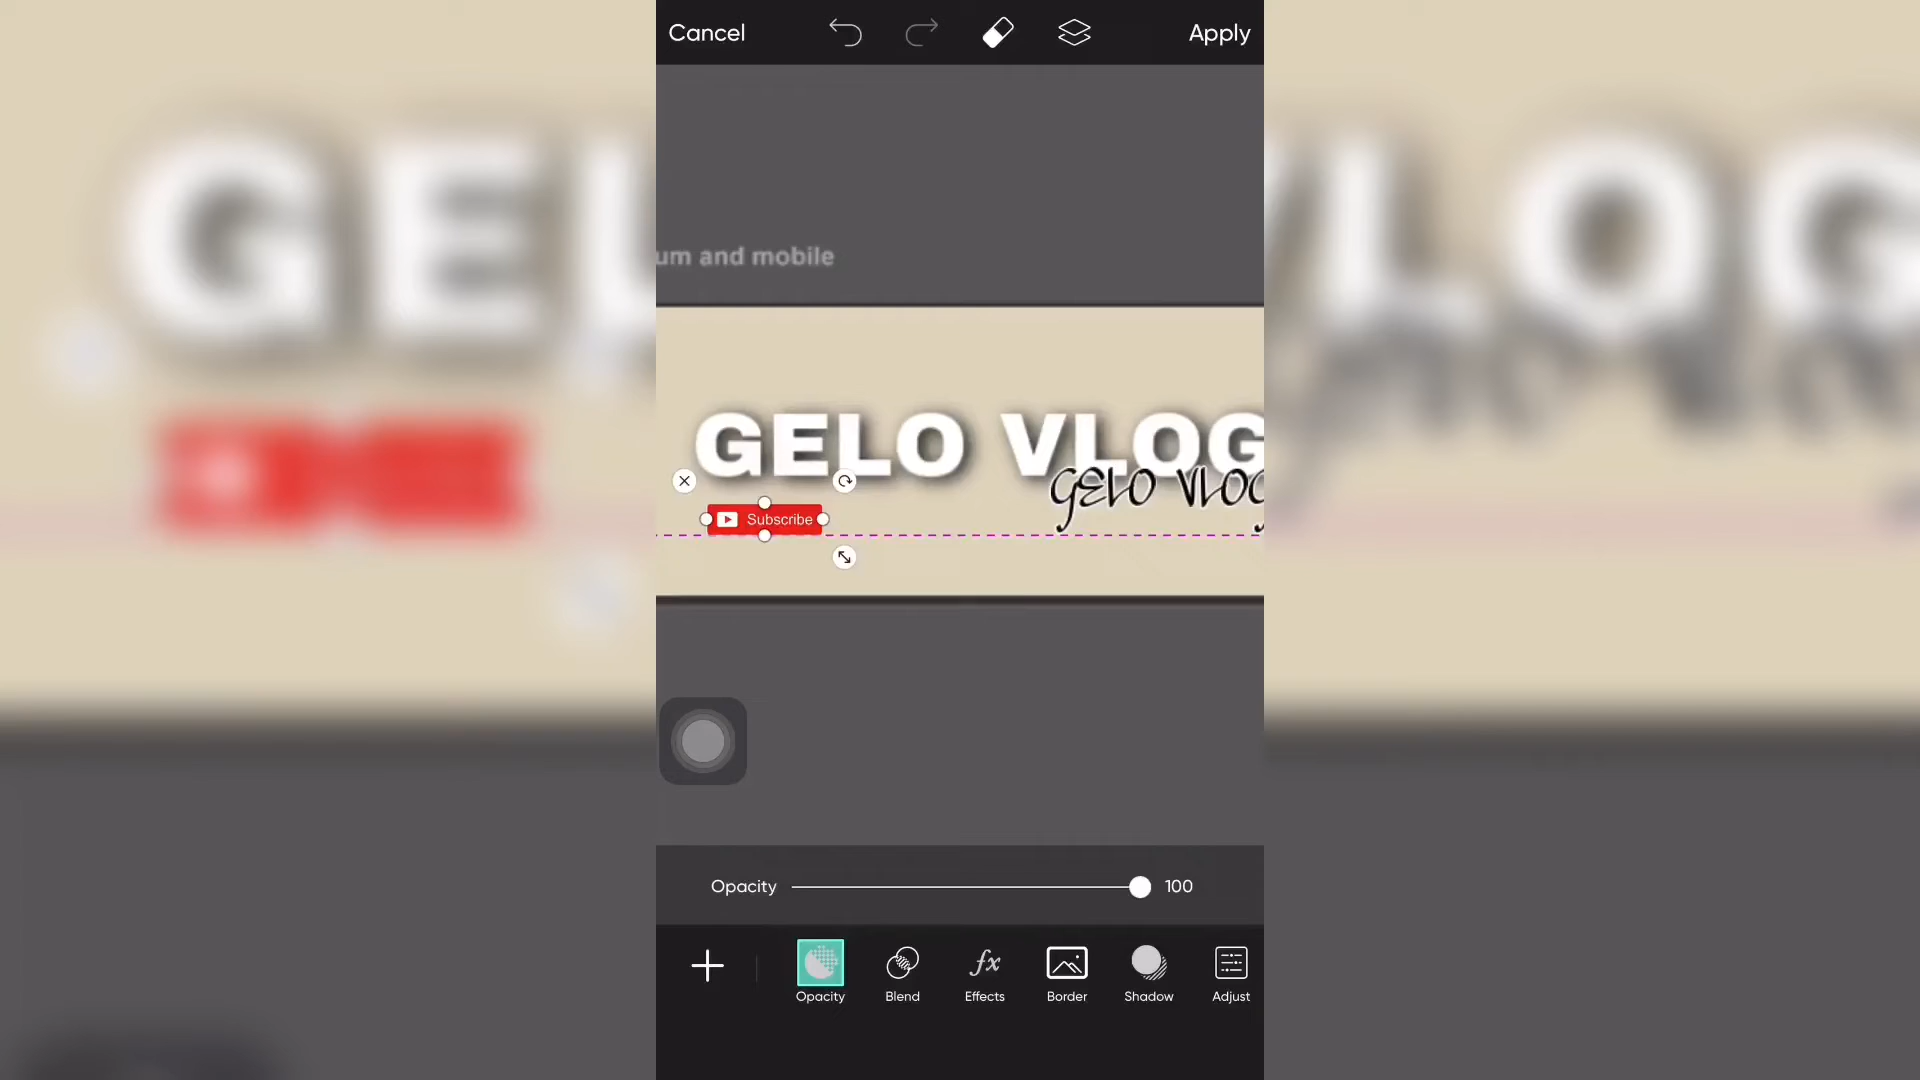 Cancel Apply
um and mobile
GELO VLOG
gelo vlog
Subscribe
Opacity 100
Opacity Blend Effects Border Shadow Adjust